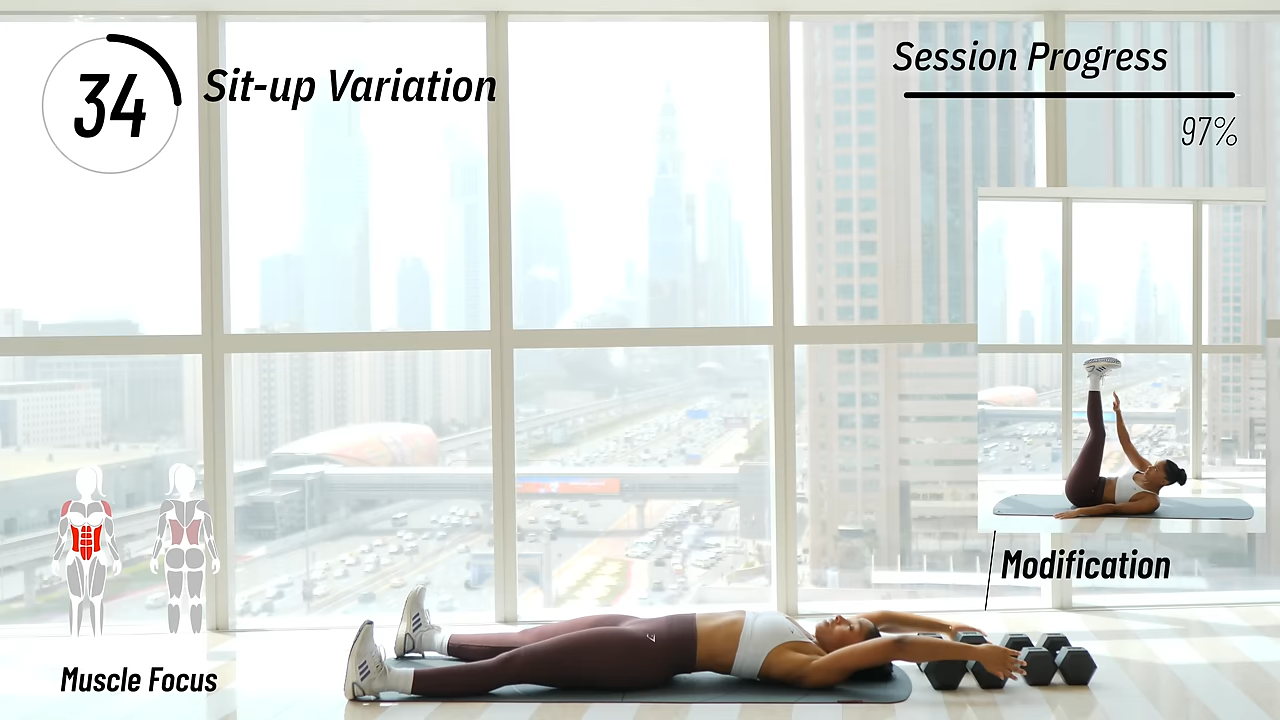 34
Sit-up Variation
Session Progress
97%
Modification
Muscle Focus